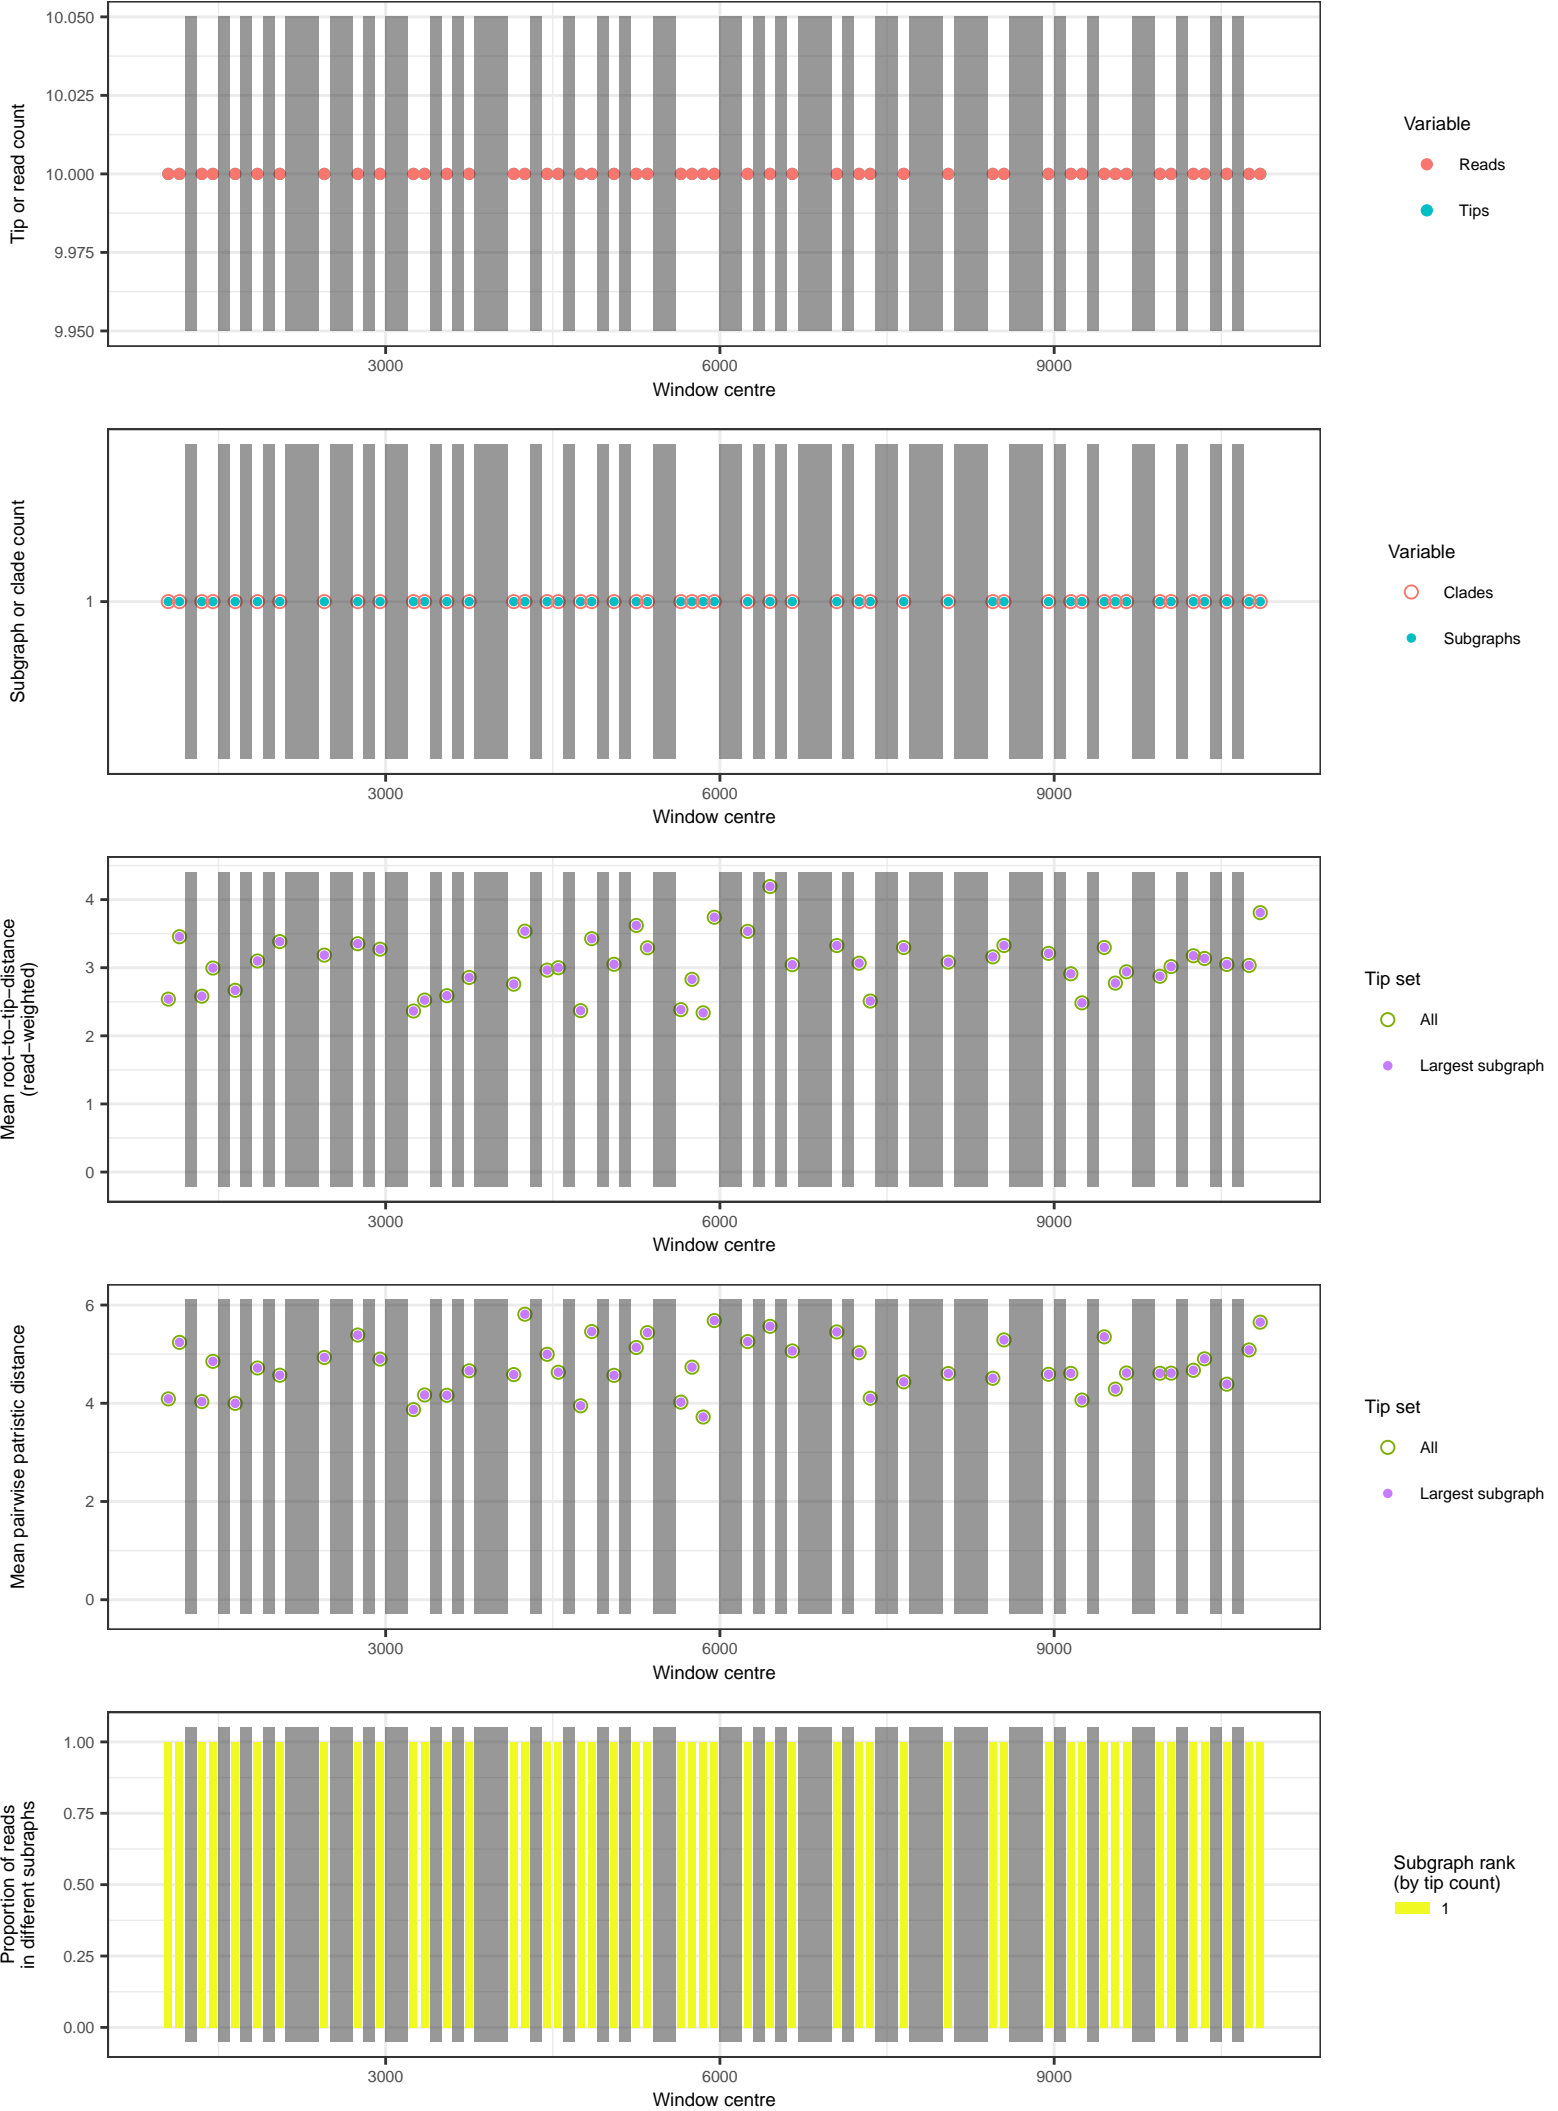 10.050
10.025
10.000
9.975
9.950
Tip or read count
3000
6000
9000
Window centre
Variable
Reads
Tips
1
Subgraph or clade count
3000
6000
9000
Window centre
Variable
Clades
Subgraphs
4
3
2
1
0
Mean root−to−tip−distance
(read−weighted)
3000
6000
9000
Window centre
Tip set
All
Largest subgraph
6
4
2
0
Mean pairwise patristic distance
3000
6000
9000
Window centre
Tip set
All
Largest subgraph
1.00
0.75
0.50
0.25
0.00
Proportion of reads
in different subraphs
3000
6000
9000
Window centre
Subgraph rank
(by tip count)
1